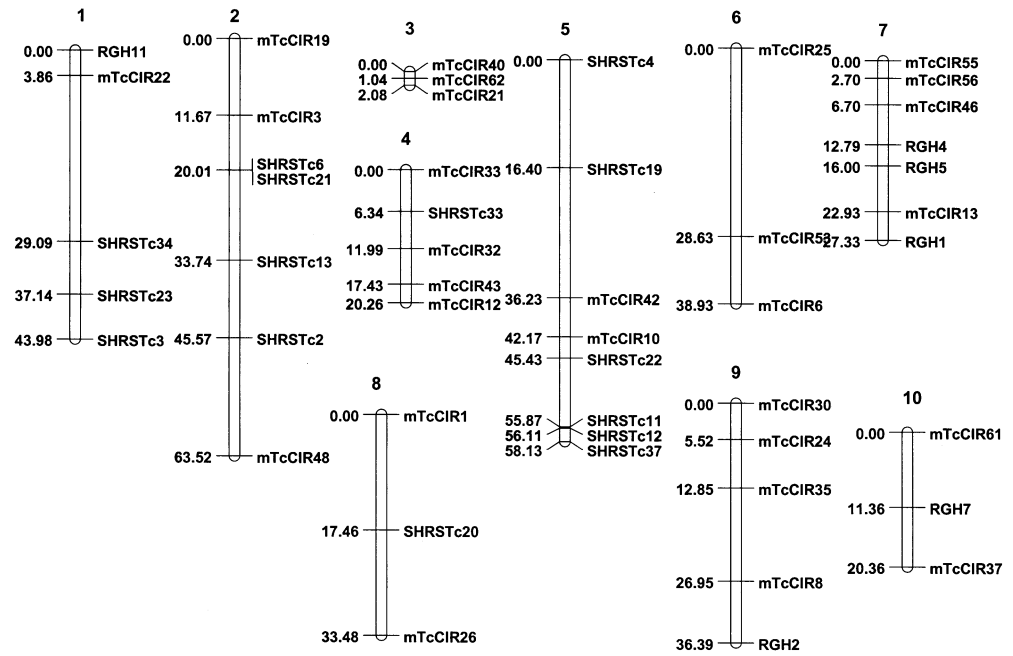 1
0.00 RGH11
3.86 mTcCIR22
29.09 SHRSTc34
37.14 SHRSTc23
43.98 SHRSTc3
2
0.00 mTcCIR19
11.67 mTcCIR3
20.01 SHRSTc6
SHRSTc21
33.74 SHRSTc13
45.57 SHRSTc2
63.52 mTcCIR48
3
0.00 mTcCIR40
1.04 mTcCIR62
2.08 mTcCIR21
4
0.00 mTcCIR33
6.34 SHRSTc33
11.99 mTcCIR32
17.43 mTcCIR43
20.26 mTcCIR12
5
0.00 SHRSTc4
16.40 SHRSTc19
36.23 mTcCIR42
42.17 mTcCIR10
45.43 SHRSTc22
55.87 SHRSTc11
56.11 SHRSTc12
58.13 SHRSTc37
6
0.00 mTcCIR25
28.63 mTcCIR53
38.93 mTcCIR6
7
0.00 mTcCIR55
2.70 mTcCIR56
6.70 mTcCIR46
12.79 RGH4
16.00 RGH5
22.93 mTcCIR13
27.33 RGH1
8
0.00 mTcCIR1
17.46 SHRSTc20
33.48 mTcCIR26
9
0.00 mTcCIR30
5.52 mTcCIR24
12.85 mTcCIR35
26.95 mTcCIR8
36.39 RGH2
10
0.00 mTcCIR61
11.36 RGH7
20.36 mTcCIR37